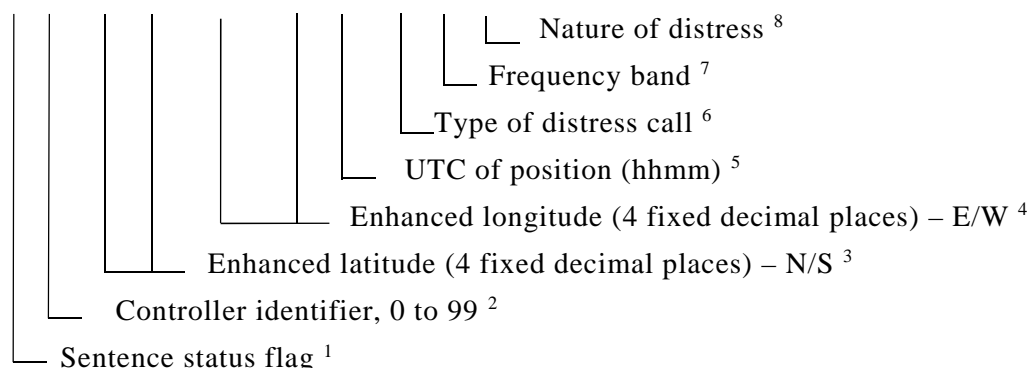 Nature of distress 8
Frequency band 7
Type of distress call 6
UTC of position (hhmm) 5
Enhanced longitude (4 fixed decimal places) – E/W 4
Enhanced latitude (4 fixed decimal places) – N/S 3
Controller identifier, 0 to 99 2
Sentence status flag 1